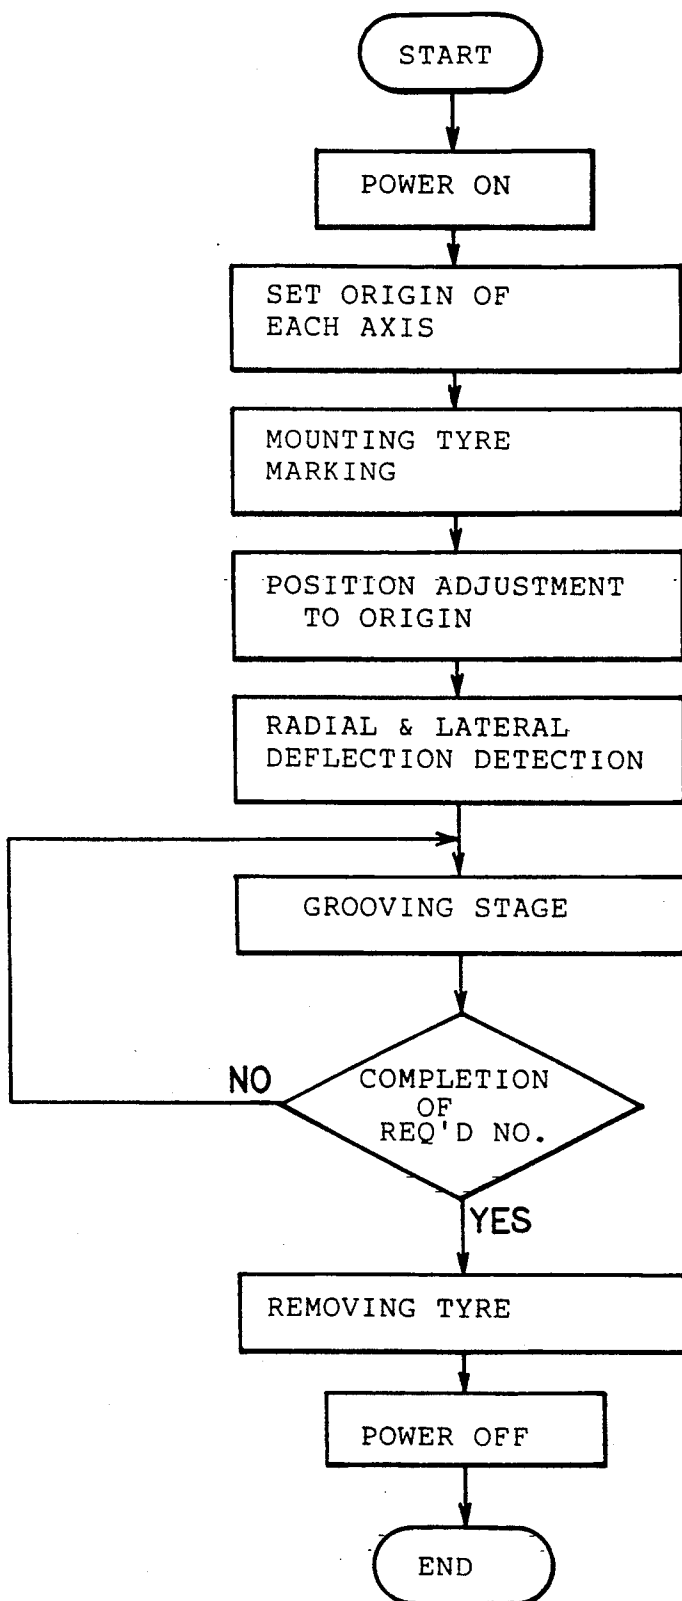 START
POWER ON
SET ORIGIN OF
EACH AXIS
MOUNTING TYRE
MARKING
POSITION ADJUSTMENT
TO ORIGIN
RADIAL & LATERAL
DEFLECTION DETECTION
GROOVING STAGE
NO
COMPLETION
OF
REQ'D NO.
YES
REMOVING TYRE
POWER OFF
END